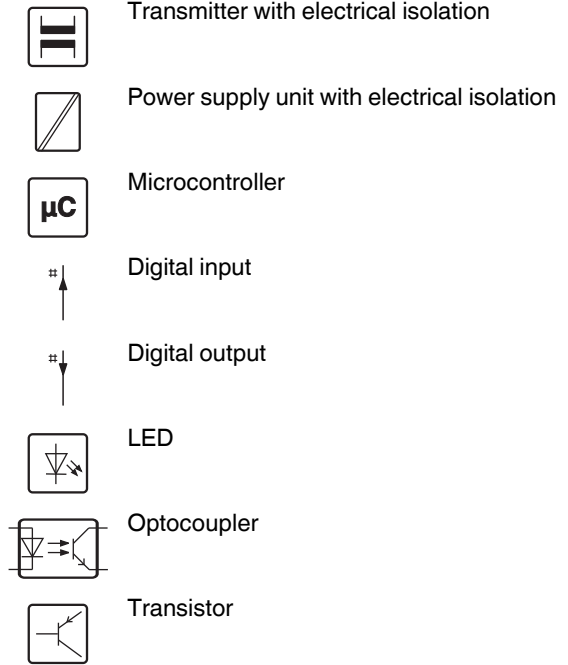 Transmitter with electrical isolation
Power supply unit with electrical isolation
µC
Microcontroller
#
Digital input
#
Digital output
LED
Optocoupler
Transistor